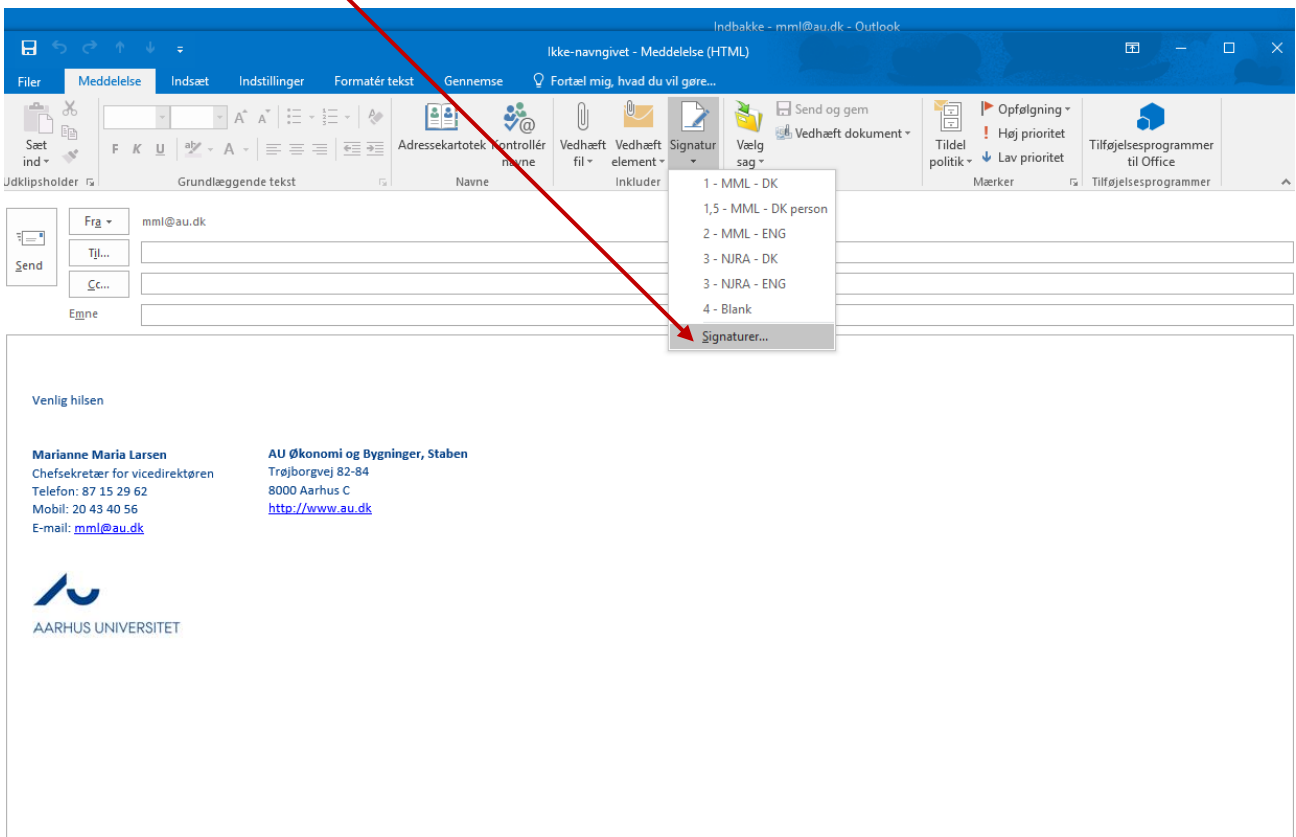 Indbakke - mml@au.dk - Outlook
Ikke-navngivet - Meddelelse (HTML)
Filer Meddelelse Indsæt Indstillinger Formatér tekst Gennemse Fortæl mig, hvad du vil gøre...
Sæt ind
F K U
A A
A
Adressekartotek
Kontrollér navne
Vedhæft fil
Vedhæft element
Signatur
Vælg sag
Send og gem
Vedhæft dokument
Tildel politik
Opfølgning
Høj prioritet
Lav prioritet
Tilføjelsesprogrammer til Office
Udklipsholder Grundlæggende tekst Navne Inkluder Mærker Tilføjelsesprogrammer
1 - MML - DK
1,5 - MML - DK person
2 - MML - ENG
3 - NJRA - DK
3 - NJRA - ENG
4 - Blank
Signaturer...
Send
Fra mml@au.dk
Til...
Cc...
Emne
Venlig hilsen
Marianne Maria Larsen
Chefsekretær for vicedirektøren
Telefon: 87 15 29 62
Mobil: 20 43 40 56
E-mail: mml@au.dk
AU Økonomi og Bygninger, Staben
Trøjborgvej 82-84
8000 Aarhus C
http://www.au.dk
AARHUS UNIVERSITET